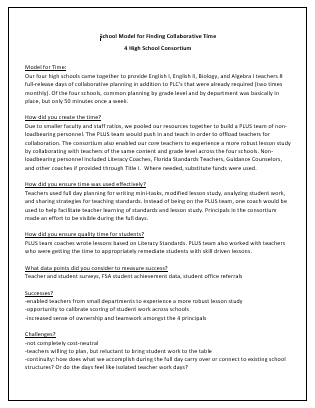 School Model for Finding Collaborative Time
4 High School Consortium
Model for Time:
Our four high schools came together to provide English I, English II, Biology, and Algebra I teachers 8
full-release days of collaborative planning in addition to PLC's that were already required (two times
monthly). Of the four schools, common planning by grade level and by department was basically in
place, but only 50 minutes once a week.
How did you create the time?
Due to smaller faculty and staff ratios, we pooled our resources together to build a PLUS team of non-
loadbearing personnel. The PLUS team would push in and teach in order to offload teachers for
collaboration. The consortium also enabled our core teachers to experience a more robust lesson study
by collaborating with teachers of the same content and grade level across the four schools. Non-
loadbearing personnel included Literacy Coaches, Florida Standards Teachers, Guidance Counselors,
and other coaches if provided through Title I. Where needed, substitute funds were used.
How did you ensure time was used effectively?
Teachers used full day planning for writing mini-tasks, modified lesson study, analyzing student work,
and sharing strategies for teaching standards. Instead of being on the PLUS team, one coach would be
used to help facilitate teacher learning of standards and lesson study. Principals in the consortium
made an effort to be visible during the full days.
How did you ensure quality time for students?
PLUS team coaches wrote lessons based on Literacy Standards. PLUS team also worked with teachers
who were getting the time to appropriately remediate students with skill driven lessons.
What data points did you consider to measure success?
Teacher and student surveys, FSA student achievement data, student office referrals
Successes?
-enabled teachers from small departments to experience a more robust lesson study
-opportunity to calibrate scoring of student work across schools
-increased sense of ownership and teamwork amongst the 4 principals
Challenges?
-not completely cost-neutral
-teachers willing to plan, but reluctant to bring student work to the table
-continuity: how does what we accomplish during the full day carry over or connect to existing school
structures? Or do the days feel like isolated teacher work days?